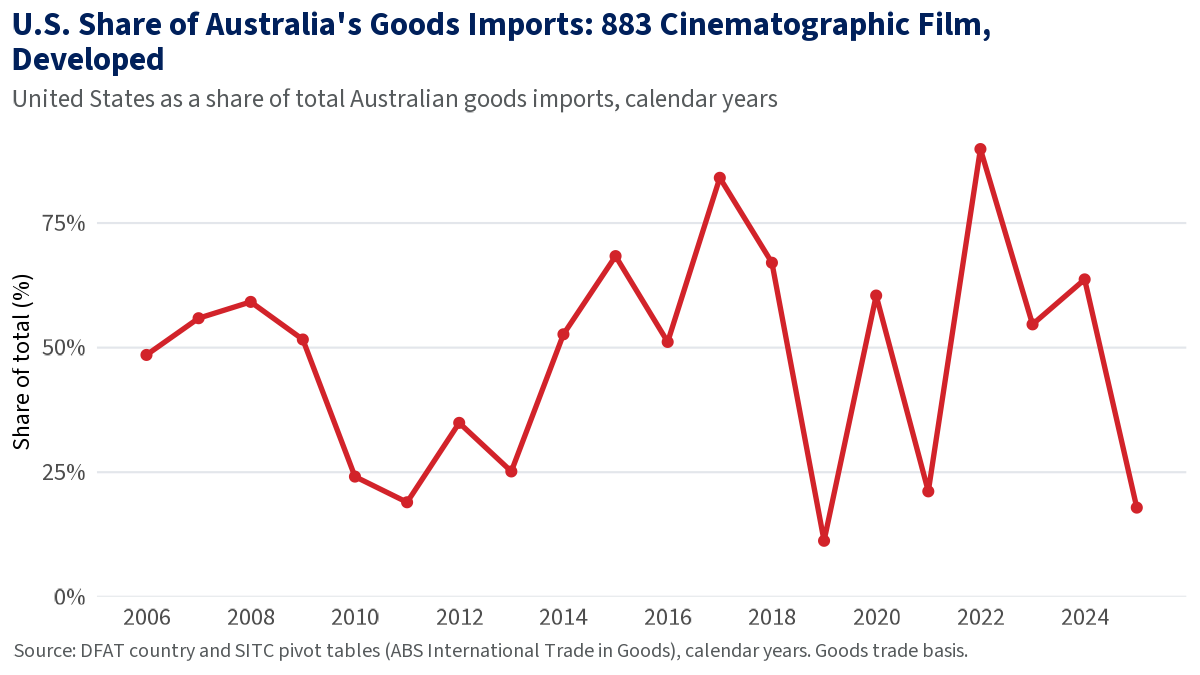 U.S. Share of Australia's Goods Imports: 883 Cinematographic Film,
Developed
United States as a share of total Australian goods imports, calendar years
Share of total (%)
75%
50%
25%
0%
2006 2008 2010 2012 2014 2016 2018 2020 2022 2024
Source: DFAT country and SITC pivot tables (ABS International Trade in Goods), calendar years. Goods trade basis.